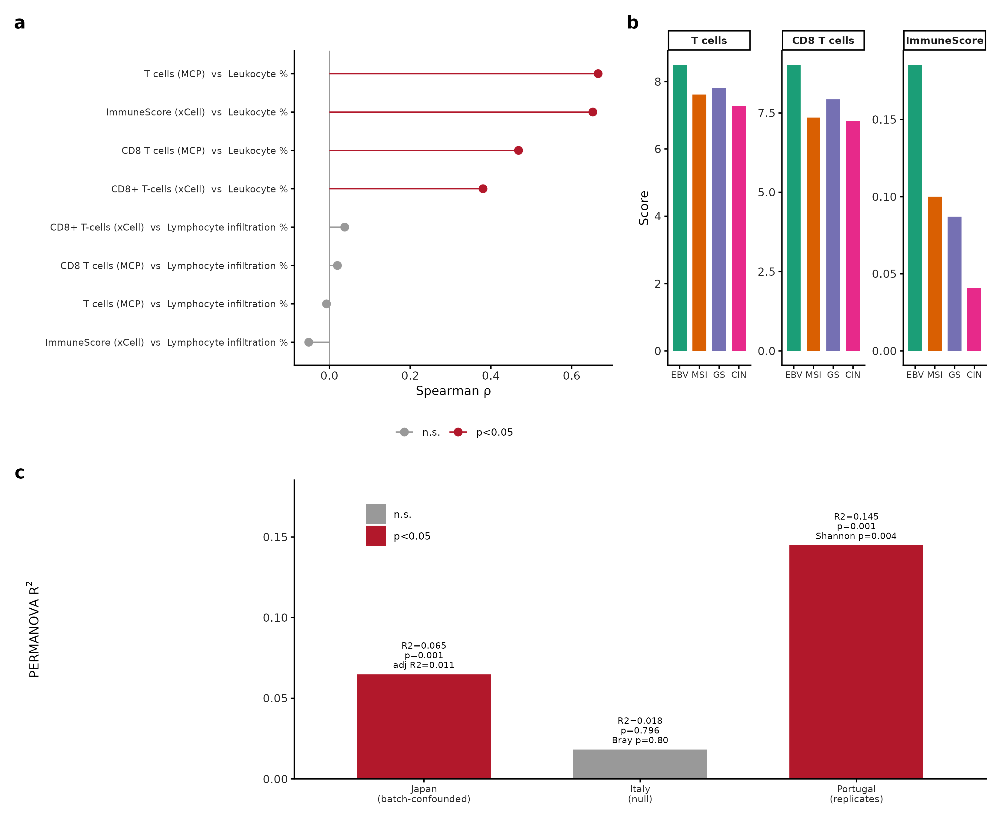 a
T cells (MCP) vs Leukocyte %
ImmuneScore (xCell) vs Leukocyte %
CD8 T cells (MCP) vs Leukocyte %
CD8+ T-cells (xCell) vs Leukocyte %
CD8+ T-cells (xCell) vs Lymphocyte infiltration %
CD8 T cells (MCP) vs Lymphocyte infiltration %
T cells (MCP) vs Lymphocyte infiltration %
ImmuneScore (xCell) vs Lymphocyte infiltration %
0.0 0.2 0.4 0.6
Spearman ρ
n.s. p<0.05
b
T cells CD8 T cells ImmuneScore
Score
8
6
4
2
0
7.5
5.0
2.5
0.0
0.15
0.10
0.05
0.00
EBV MSI GS CIN
EBV MSI GS CIN
EBV MSI GS CIN
c
PERMANOVA R²
0.15
0.10
0.05
0.00
n.s.
p<0.05
R2=0.065
p=0.001
adj R2=0.011
R2=0.018
p=0.796
Bray p=0.80
R2=0.145
p=0.001
Shannon p=0.004
Japan
(batch-confounded)
Italy
(null)
Portugal
(replicates)